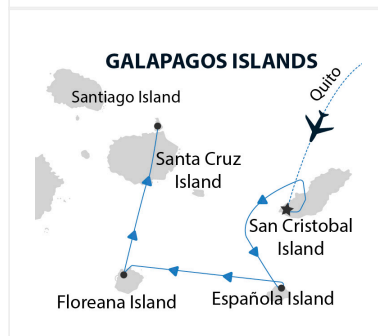 GALAPAGOS ISLANDS
Quito
Santiago Island
Santa Cruz
Island
San Cristobal
Island
Floreana Island
Española Island